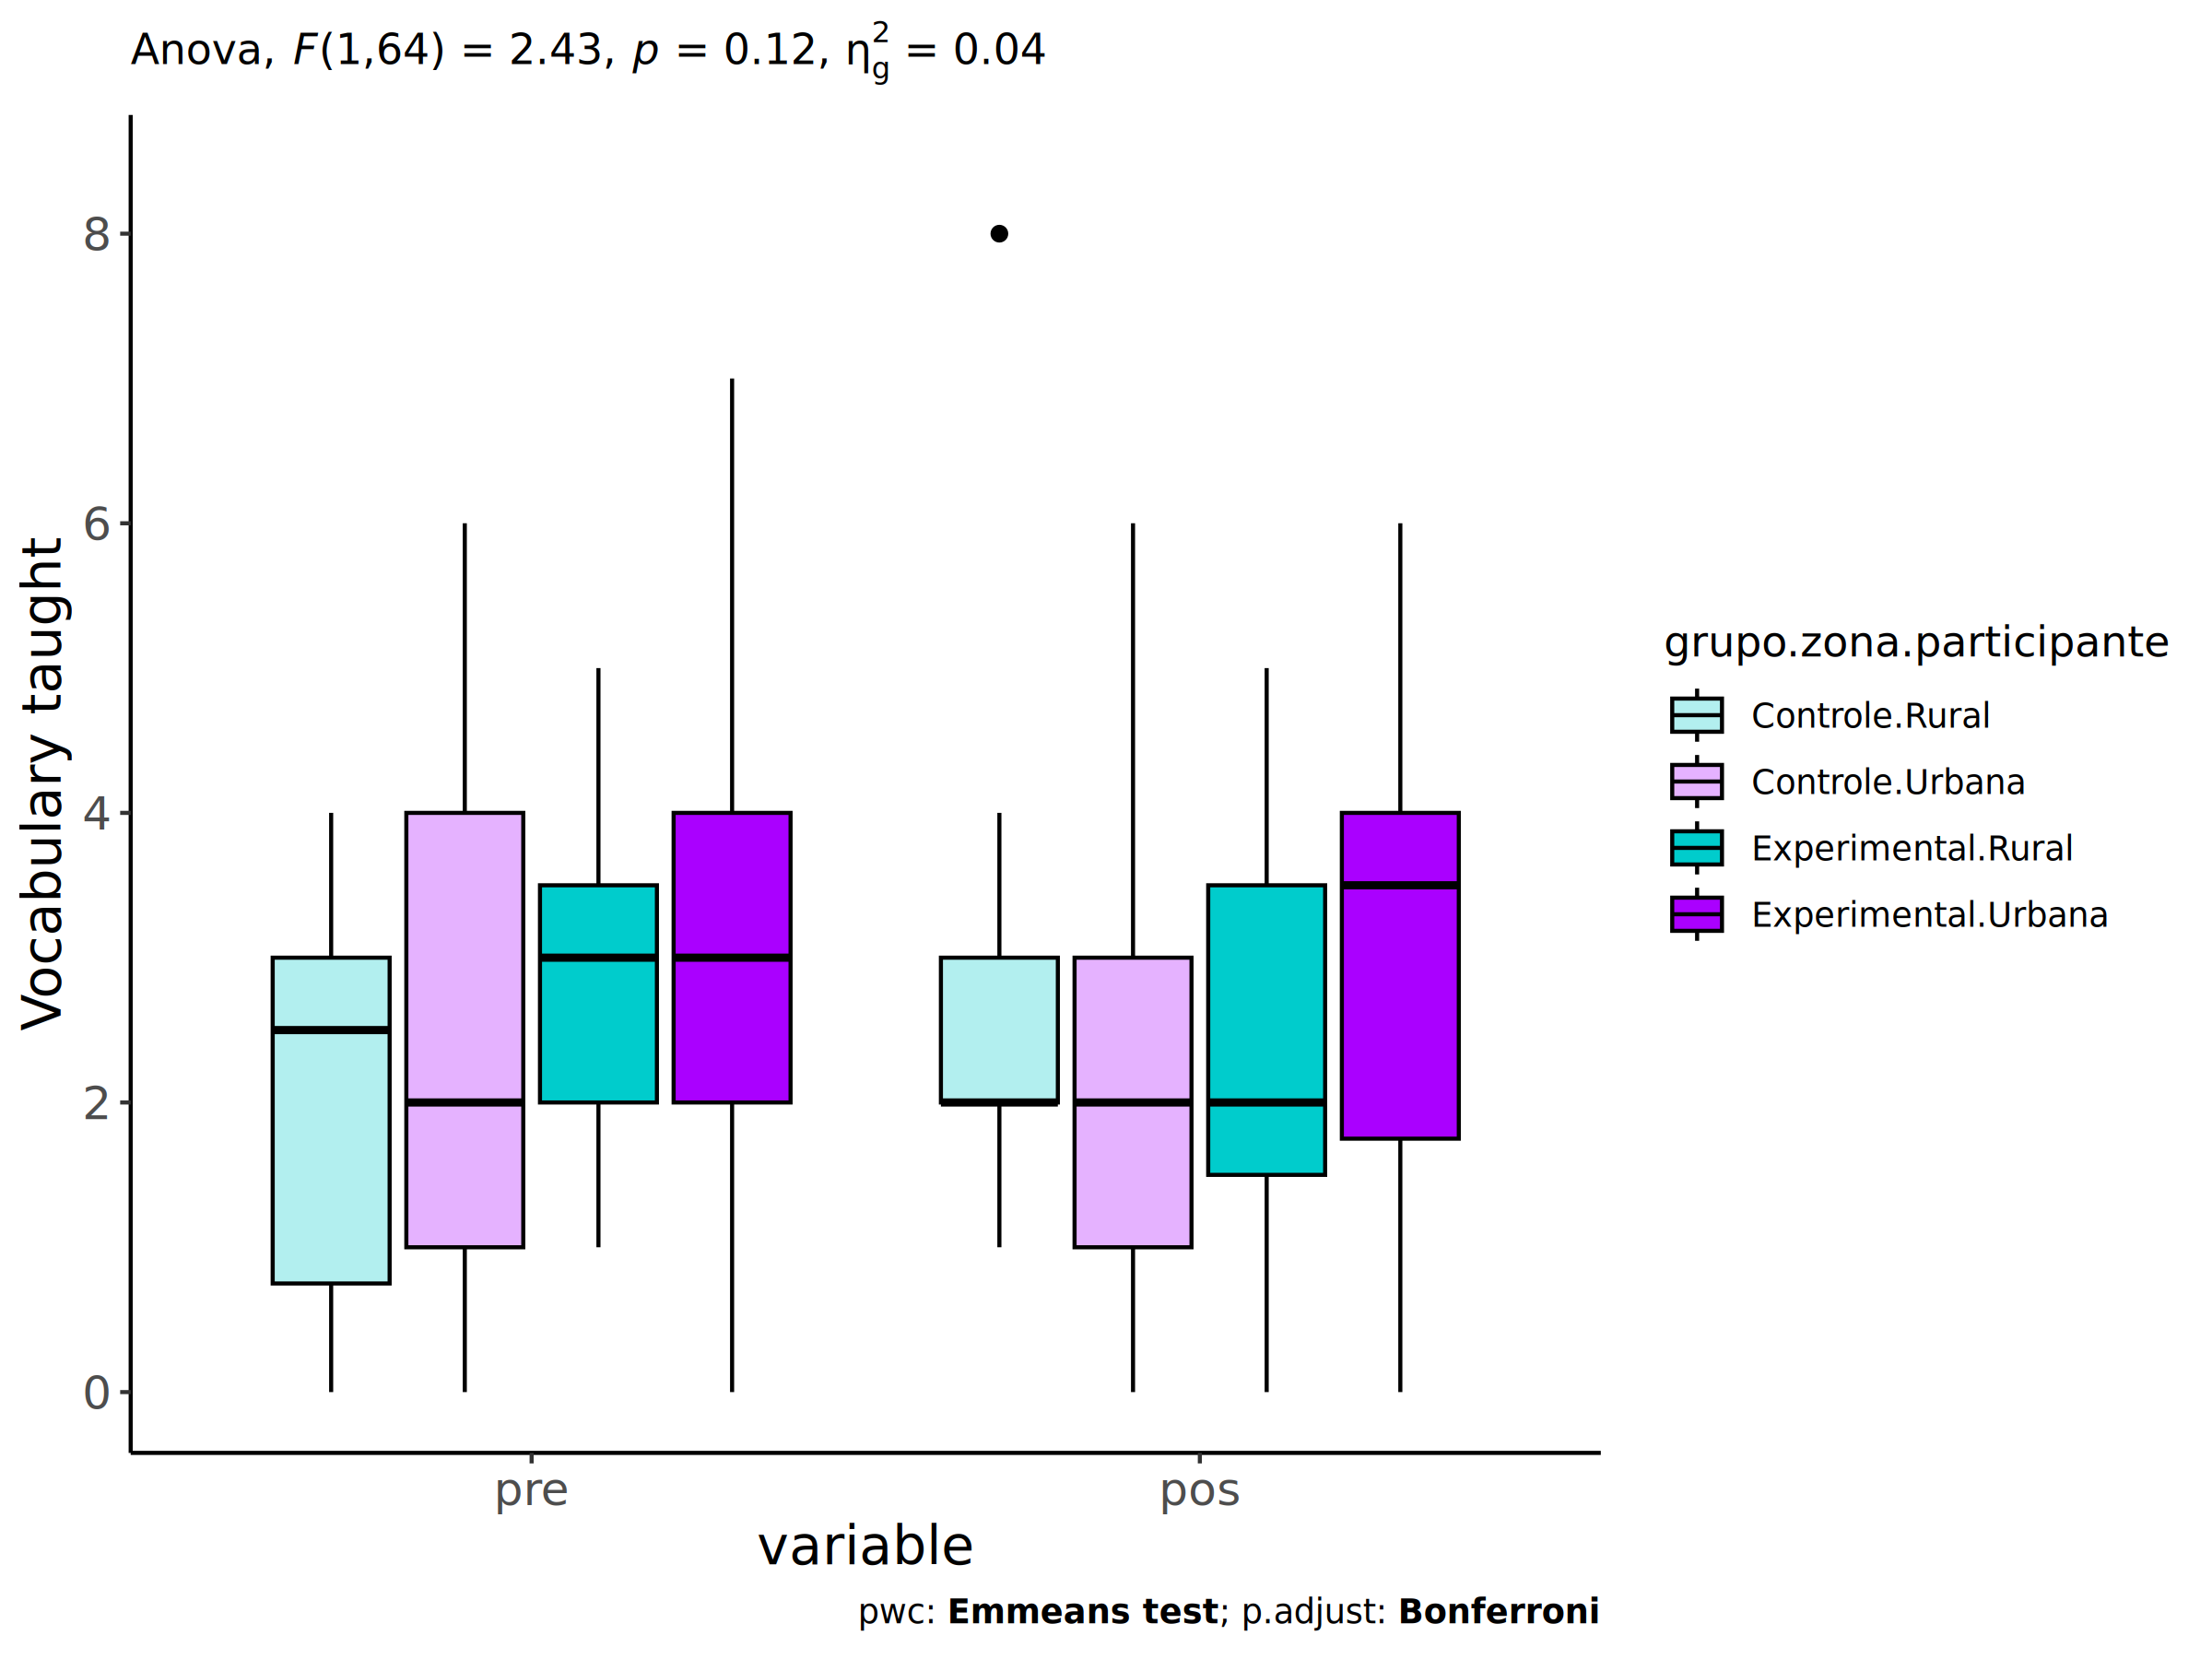 Anova, F(1,64) = 2.43, p = 0.12, η²g = 0.04
Vocabulary taught
8
6
4
2
0
pre
pos
variable
grupo.zona.participante
Controle.Rural
Controle.Urbana
Experimental.Rural
Experimental.Urbana
pwc: Emmeans test; p.adjust: Bonferroni